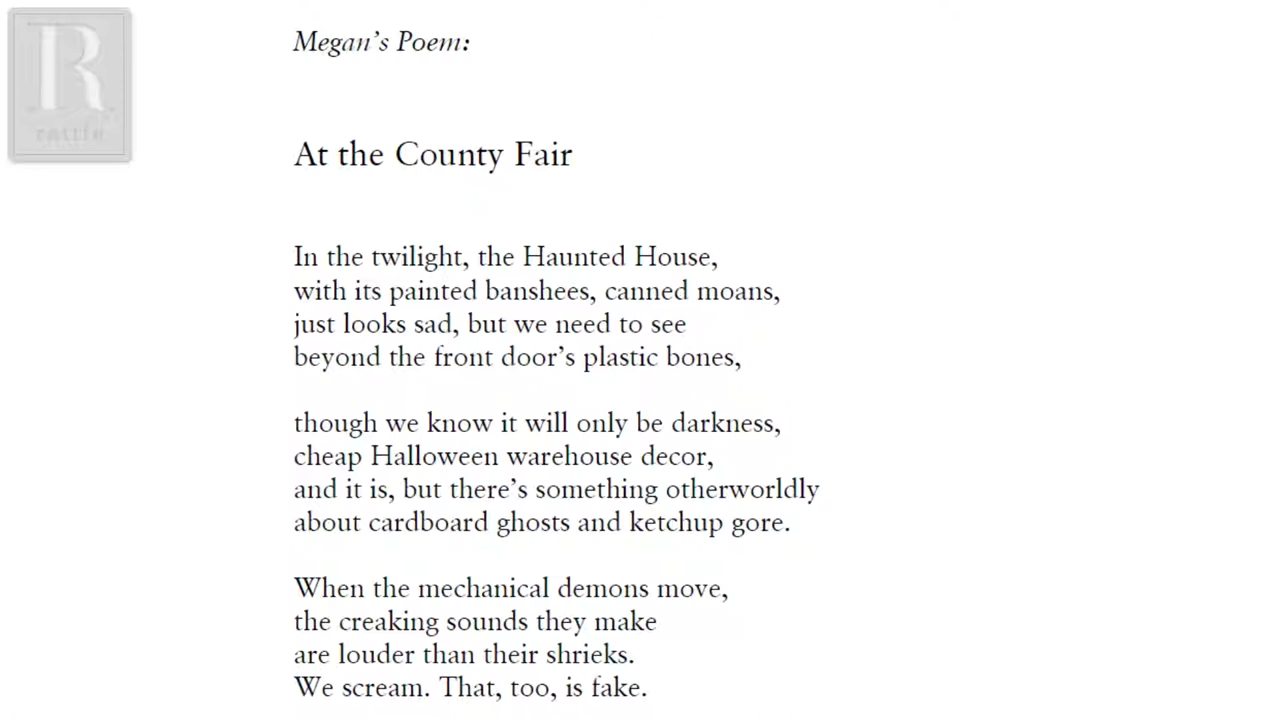 R
rattle
Megan's Poem:
At the County Fair
In the twilight, the Haunted House,
with its painted banshees, canned moans,
just looks sad, but we need to see
beyond the front door's plastic bones,
though we know it will only be darkness,
cheap Halloween warehouse decor,
and it is, but there's something otherworldly
about cardboard ghosts and ketchup gore.
When the mechanical demons move,
the creaking sounds they make
are louder than their shrieks.
We scream. That, too, is fake.